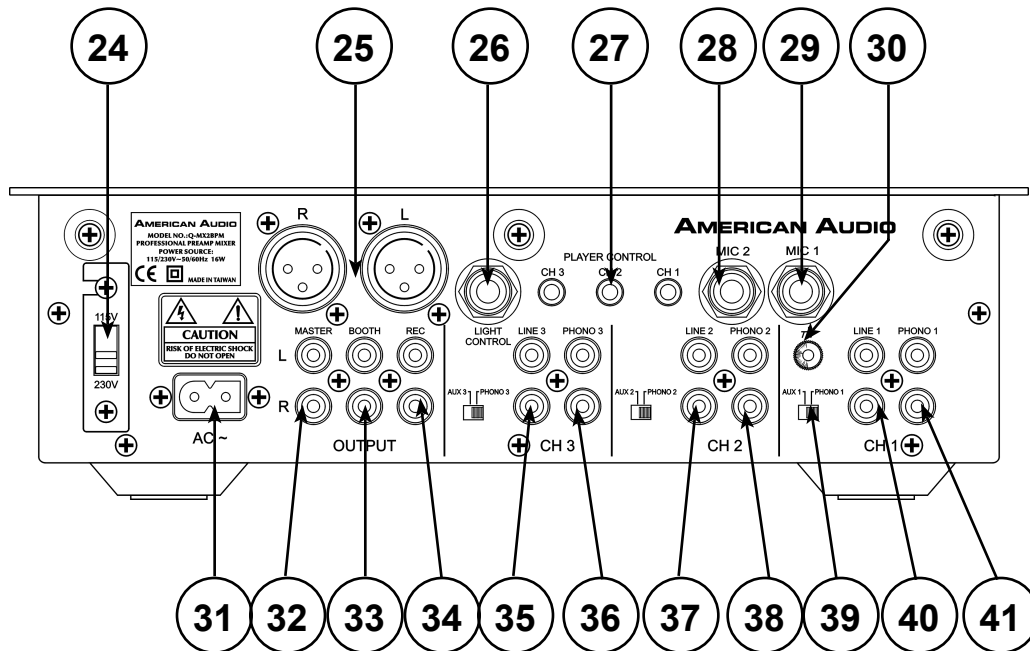 24 25 26 27 28 29 30
AMERICAN AUDIO
MODEL NO.: Q-MX2BPM
PROFESSIONAL PREAMP MIXER
POWER SOURCE:
115/230V~50/60Hz 16W
CE
MADE IN TAIWAN
R L
AMERICAN AUDIO
PLAYER CONTROL
CH 3 CH 2 CH 1
MIC 2 MIC 1
115V
230V
CAUTION
RISK OF ELECTRIC SHOCK
DO NOT OPEN
AC ~
MASTER BOOTH REC
L
R
OUTPUT
LIGHT
CONTROL
LINE 3 PHONO 3
AUX 3 PHONO 3
CH 3
LINE 2 PHONO 2
AUX 2 PHONO 2
CH 2
LINE 1 PHONO 1
AUX 1 PHONO 1
CH 1
31 32 33 34 35 36 37 38 39 40 41